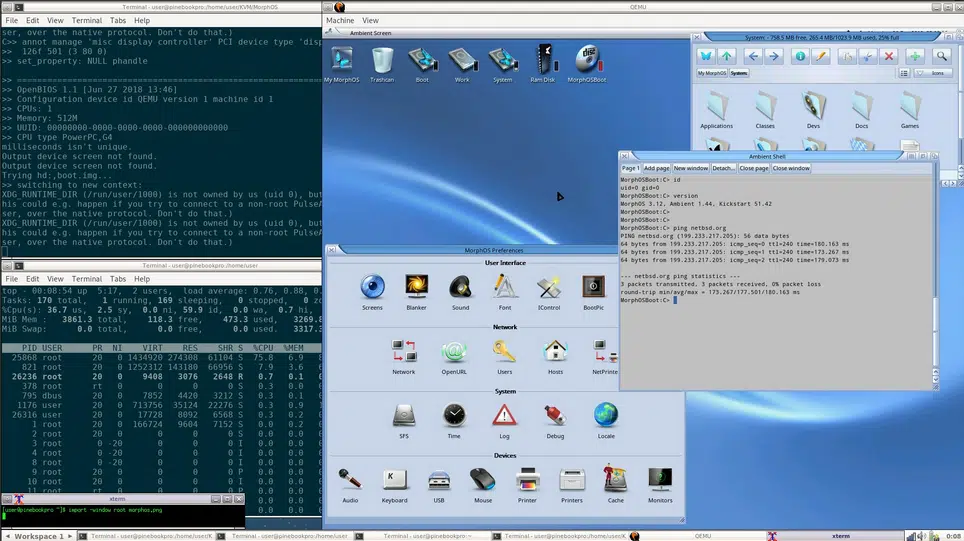 Terminal - user@pinebookpro:/home/user/KVM/MorphOS
File Edit View Terminal Tabs Help
ser, over the native protocol. Don't do that.)
C>> annot manage 'misc display controller' PCI device type 'disp
>> 126f 501 (3 80 0)
>> set_property: NULL phandle
>> OpenBIOS 1.1 [Jun 27 2018 13:46]
>> Configuration device id QEMU version 1 machine id 1
>> CPUs: 1
>> Memory: 512M
>> UUID: 00000000-0000-0000-0000-000000000000
>> CPU type PowerPC,G4
milliseconds isn't unique.
Output device screen not found.
Output device screen not found.
Trying hd:,boot.img...
>> switching to new context:
XDG_RUNTIME_DIR (/run/user/1000) is not owned by us (uid 0), but
his could e.g. happen if you try to connect to a non-root PulseA
ser, over the native protocol. Don't do that.)
XDG_RUNTIME_DIR (/run/user/1000) is not owned by us (uid 0), but
his could e.g. happen if you try to connect to a non-root PulseA
ser, over the native protocol. Don't do that.)
Terminal - user@pinebookpro:/home/user
File Edit View Terminal Tabs Help
top - 00:08:54 up 5:17, 2 users, load average: 0.76, 0.88, 0.
Tasks: 170 total, 1 running, 169 sleeping, 0 stopped, 0 z
%Cpu(s): 36.7 us, 2.5 sy, 0.0 ni, 59.9 id, 0.0 wa, 0.7 hi,
MiB Mem : 3861.3 total, 118.3 free, 473.3 used, 3269.
MiB Swap: 0.0 total, 0.0 free, 0.0 used. 3317.
PID USER PR NI VIRT RES SHR S %CPU %MEM
25868 root 20 0 1434920 274308 61104 S 75.8 6.9
821 root 20 0 1252312 143180 66956 S 7.9 3.6
26236 root 20 0 9408 3076 2648 R 0.7 0.1
378 root rt 0 0 0 0 S 0.3 0.0
795 dbus 20 0 7852 4420 3212 S 0.3 0.1
1176 user 20 0 713756 35124 22276 S 0.3 0.9
26316 user 20 0 17728 8092 6568 S 0.3 0.2
1 root 20 0 166724 9604 7152 S 0.0 0.2
2 root 20 0 0 0 0 S 0.0 0.0
3 root 0 -20 0 0 0 I 0.0 0.0
4 root 0 -20 0 0 0 I 0.0 0.0
8 root 0 -20 0 0 0 I 0.0 0.0
9 root 20 0 0 0 0 P 0.0 0.0
10 root 20 0 0 0 0 I 0.0 0.0
11 root rt 0 0 0 0 P 0.0 0.0
xterm
[user@pinebookpro ~]$ import -window root morphos.png
QEMU
Machine View
Ambient Screen
My MorphOS Trashcan Boot Work System Ram Disk MorphOSBoot
System - 758.5 MB free, 265.4 MB/1023.9 MB used, 25% full
My MorphOS System Icons
Applications Classes Devs Docs Games
Ambient Shell
Page 1 Add page New window Detach... Close page Close window
MorphOSBoot:C> id
uid=0 gid=0
MorphOSBoot:C> version
MorphOS 3.12, Ambient 1.44, Kickstart 51.42
MorphOSBoot:C>
MorphOSBoot:C>
MorphOSBoot:C> ping netbsd.org
PING netbsd.org (199.233.217.205): 56 data bytes
64 bytes from 199.233.217.205: icmp_seq=0 ttl=240 time=180.163 ms
64 bytes from 199.233.217.205: icmp_seq=1 ttl=240 time=173.267 ms
64 bytes from 199.233.217.205: icmp_seq=2 ttl=240 time=179.073 ms
--- netbsd.org ping statistics ---
3 packets transmitted, 3 packets received, 0% packet loss
round-trip min/avg/max = 173.267/177.501/180.163 ms
MorphOSBoot:C>
MorphOS Preferences
User Interface
Screens Blanker Sound Font IControl BootPic
Network
Network OpenURL Users Hosts NetPrinte
System
SFS Time Log Debug Locale
Devices
Audio Keyboard USB Mouse Printer Printers Cache Monitors
Workspace 1 Terminal - user@pinebookpro:/home/user/K Terminal - user@pinebookpro:/home/user Terminal - user@pinebookpro:~ Terminal - user@pinebookpro:/home/user/K QEMU xterm 0:08